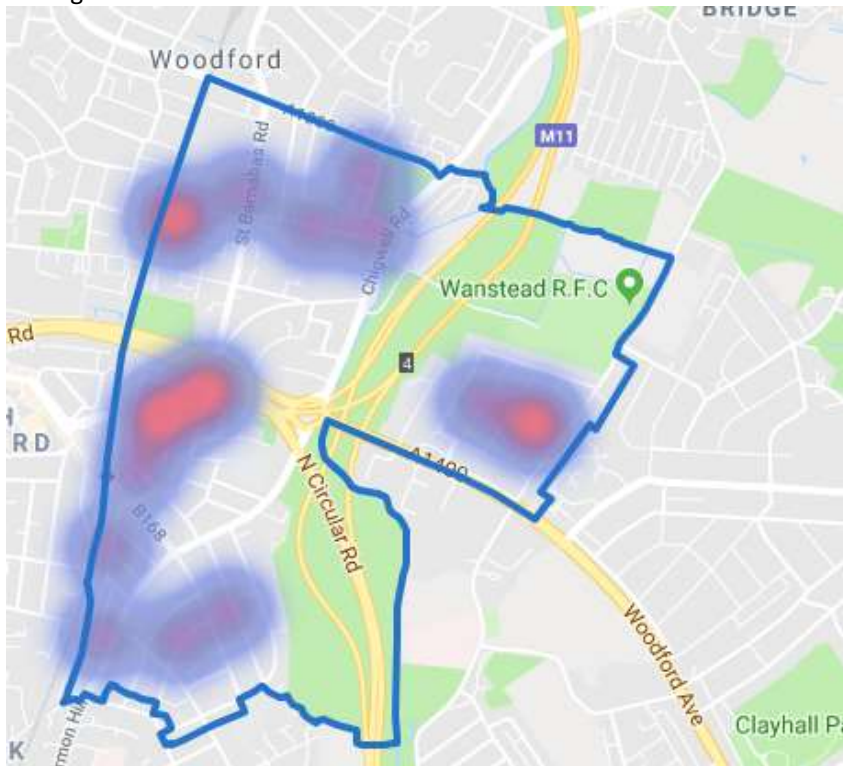 BRIDGE
Woodford
M11
St Barnabas Rd
Chigwell Rd
Wanstead R.F.C
Rd
4
RD
A1400
B168
N Circular Rd
Woodford Ave
Clayhall Pa
K